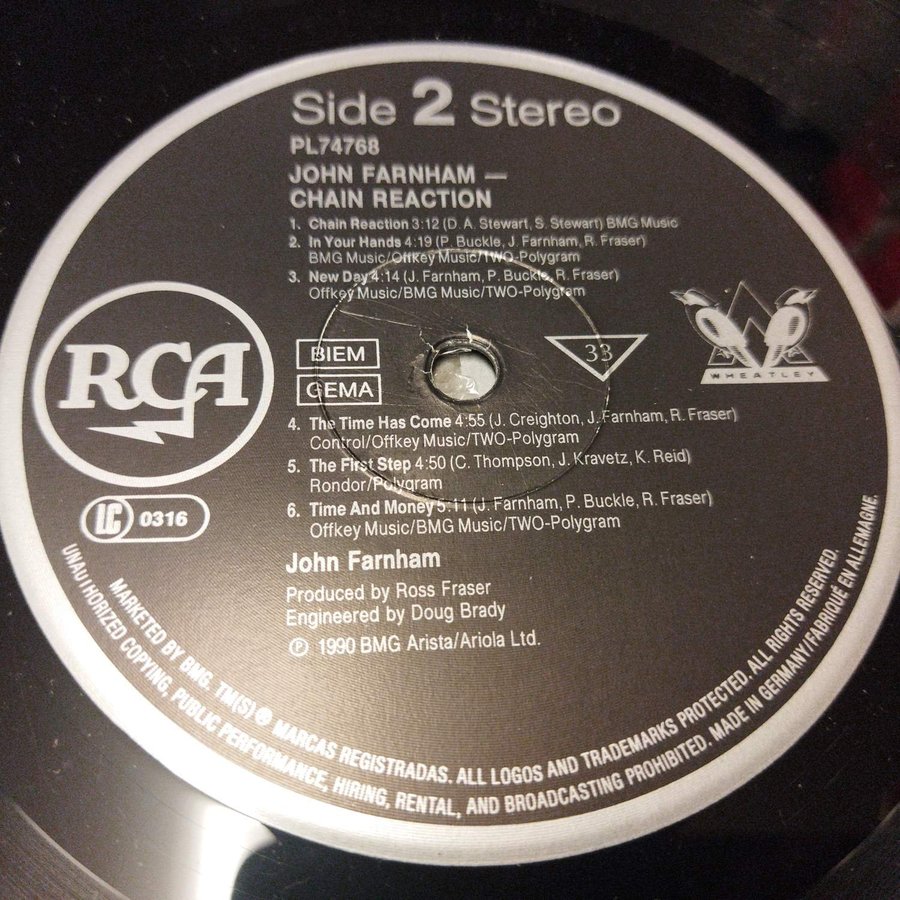 Side 2 Stereo
PL74768
JOHN FARNHAM —
CHAIN REACTION
1. Chain Reaction 3:12 (D. A. Stewart, S. Stewart) BMG Music
2. In Your Hands 4:19 (P. Buckle, J. Farnham, R. Fraser)
BMG Music/Offkey Music/TWO-Polygram
3. New Day 4:14 (J. Farnham, P. Buckle, R. Fraser)
Offkey Music/BMG Music/TWO-Polygram
RCA
BIEM
GEMA
33
WHEATLEY
4. The Time Has Come 4:55 (J. Creighton, J. Farnham, R. Fraser)
Control/Offkey Music/TWO-Polygram
5. The First Step 4:50 (C. Thompson, J. Kravetz, K. Reid)
Rondor/Polygram
6. Time And Money 5:11 (J. Farnham, P. Buckle, R. Fraser)
Offkey Music/BMG Music/TWO-Polygram
LC 0316
John Farnham
Produced by Ross Fraser
Engineered by Doug Brady
℗ 1990 BMG Arista/Ariola Ltd.
MARKETED BY BMG. TM(S) ® MARCAS REGISTRADAS. ALL LOGOS AND TRADEMARKS PROTECTED. ALL RIGHTS RESERVED.
UNAUTHORIZED COPYING, PUBLIC PERFORMANCE, HIRING, RENTAL, AND BROADCASTING PROHIBITED. MADE IN GERMANY/FABRIQUÉ EN ALLEMAGNE.